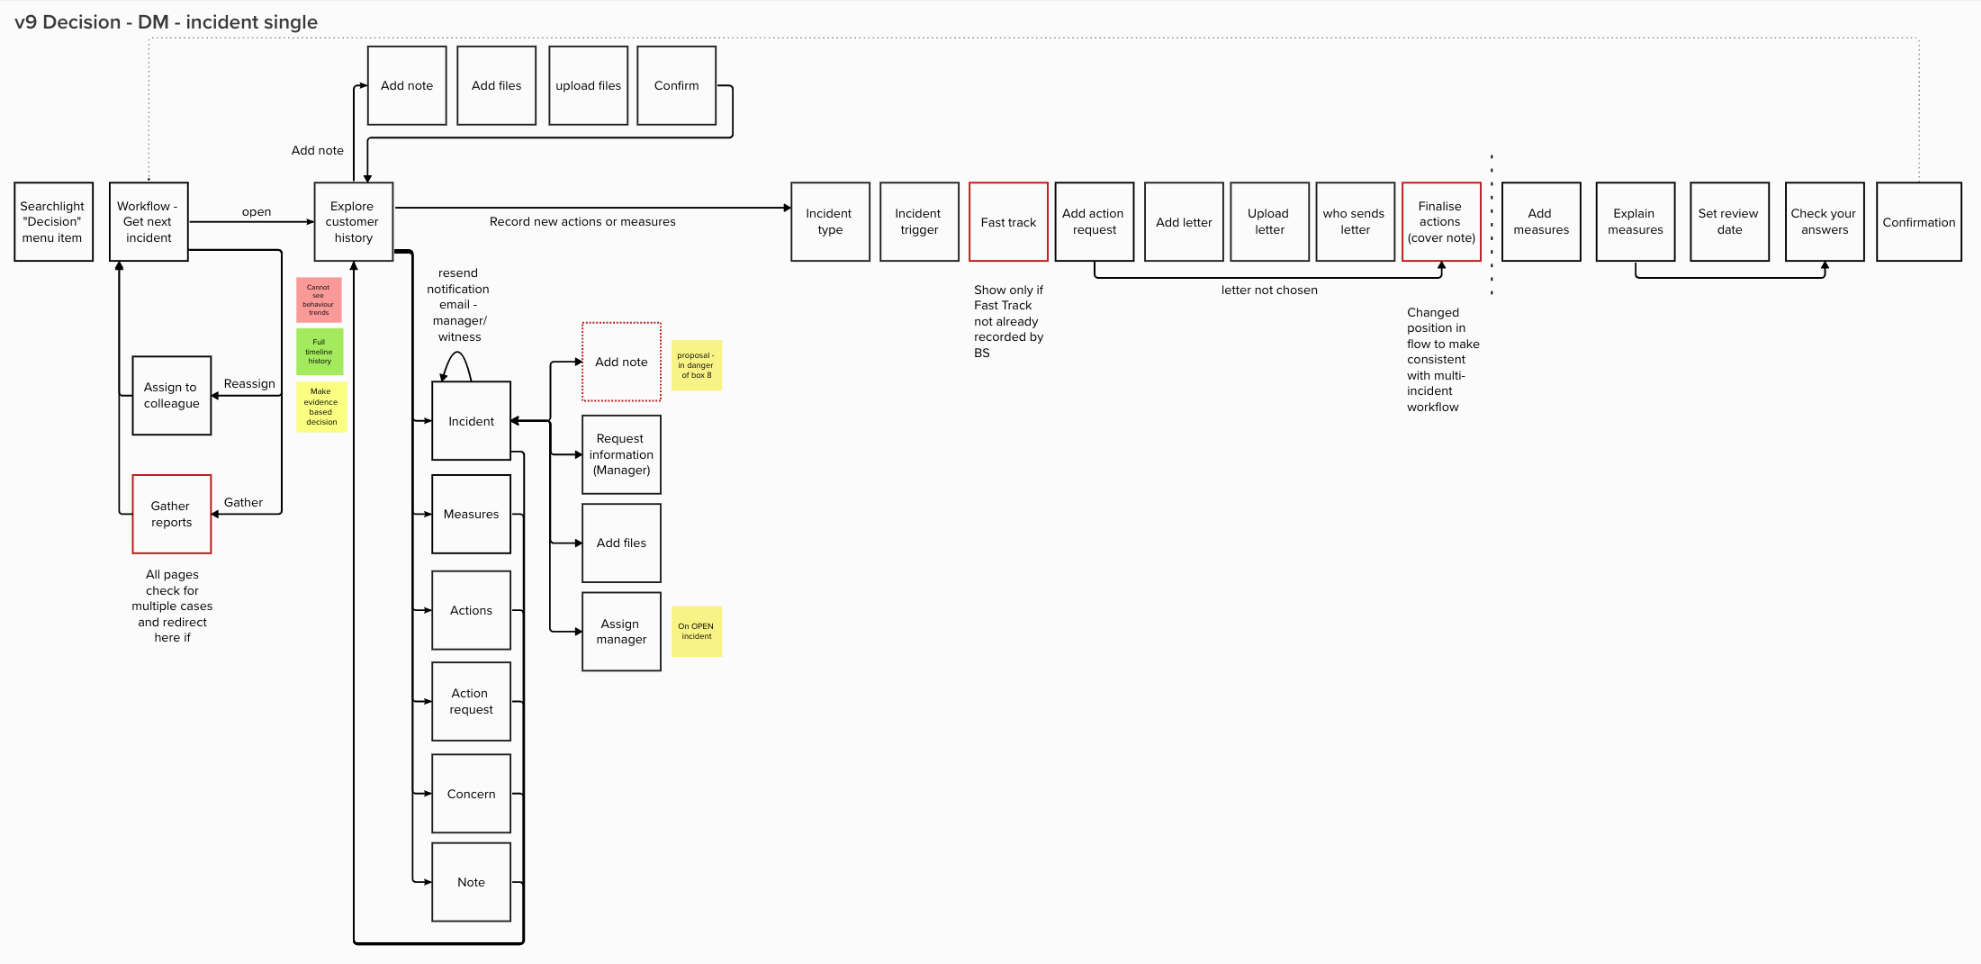 v9 Decision - DM - incident single
Add note
Add files
upload files
Confirm
Add note
Searchlight
"Decision"
menu item
Workflow -
Get next
incident
open
Explore
customer
history
Record new actions or measures
Incident
type
Incident
trigger
Fast track
Add action
request
Add letter
Upload
letter
who sends
letter
Finalise
actions
(cover note)
Add
measures
Explain
measures
Set review
date
Check your
answers
Confirmation
letter not chosen
Show only if
Fast Track
not already
recorded by
BS
Changed
position in
flow to make
consistent
with multi-
incident
workflow
Cannot
see
behaviour
trends
Full
timeline
history
Make
evidence
based
decision
resend
notification
email -
manager/
witness
Assign to
colleague
Reassign
Gather
reports
Gather
All pages
check for
multiple cases
and redirect
here if
Incident
Measures
Actions
Action
request
Concern
Note
Add note
proposal -
in danger
of box 8
Request
information
(Manager)
Add files
Assign
manager
On OPEN
incident